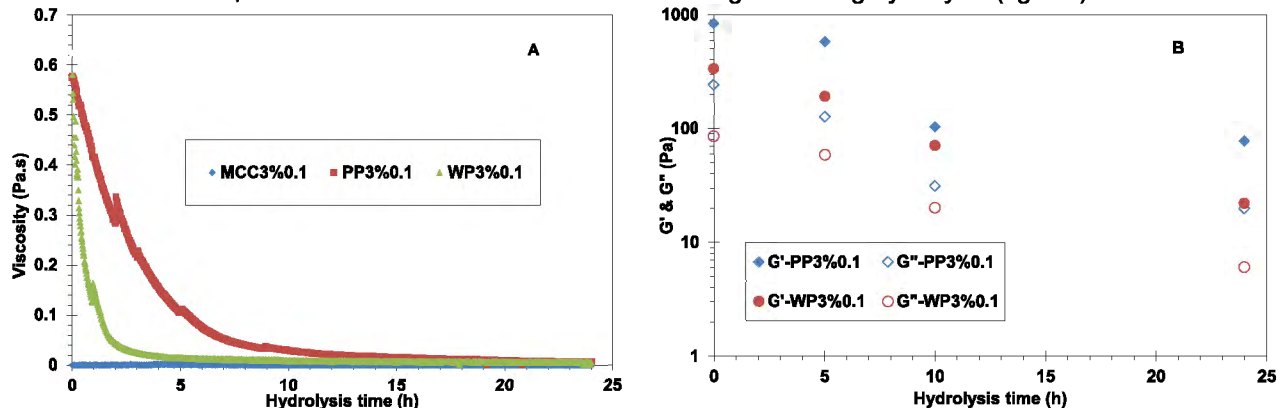 A
0.7
0.6
0.5
0.4
0.3
0.2
0.1
0
Viscosity (Pa.s)
MCC3%0.1 PP3%0.1 WP3%0.1
0 5 10 15 20 25
Hydrolysis time (h)
B
1000
100
10
1
G' & G" (Pa)
G'-PP3%0.1 G"-PP3%0.1
G'-WP3%0.1 G"-WP3%0.1
0 5 10 15 20 25
Hydrolysis time (h)